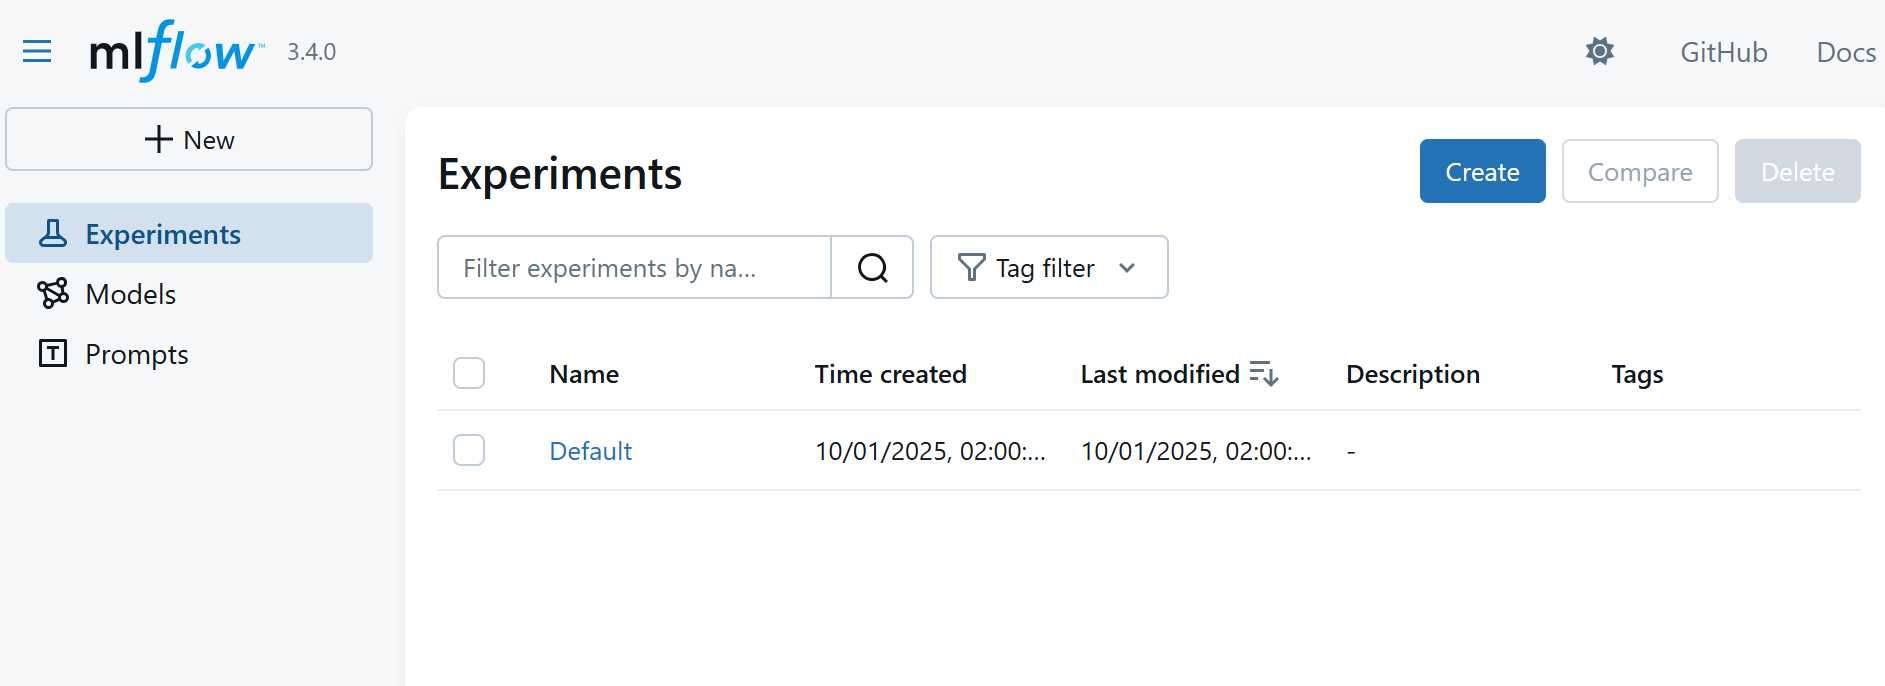 mlflow™ 3.4.0 GitHub Docs
New
Experiments
Models
Prompts
Experiments
Create Compare Delete
Filter experiments by na... Tag filter
Name Time created Last modified Description Tags
Default 10/01/2025, 02:00:... 10/01/2025, 02:00:... -